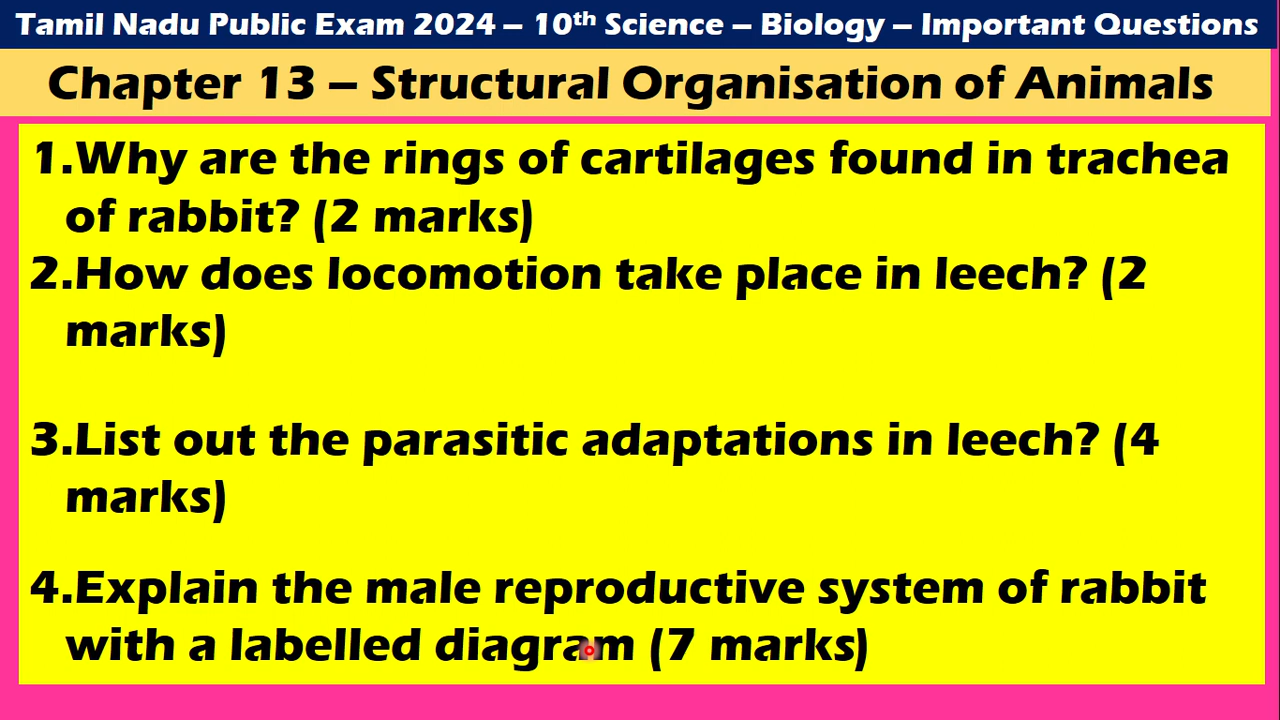 Tamil Nadu Public Exam 2024 – 10th Science – Biology – Important Questions
Chapter 13 – Structural Organisation of Animals
1.Why are the rings of cartilages found in trachea
of rabbit? (2 marks)
2.How does locomotion take place in leech? (2
marks)
3.List out the parasitic adaptations in leech? (4
marks)
4.Explain the male reproductive system of rabbit
with a labelled diagram (7 marks)